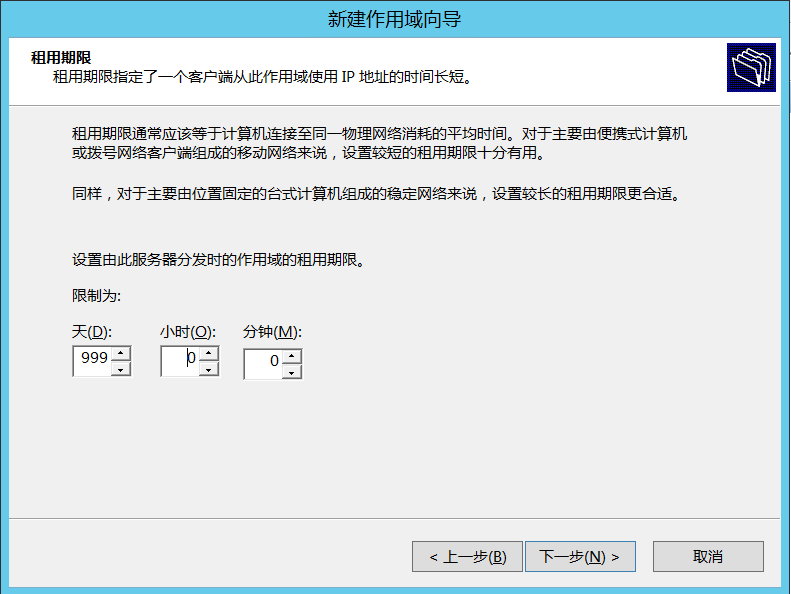 新建作用域向导
租用期限
租用期限指定了一个客户端从此作用域使用 IP 地址的时间长短。
租用期限通常应该等于计算机连接至同一物理网络消耗的平均时间。对于主要由便携式计算机
或拨号网络客户端组成的移动网络来说，设置较短的租用期限十分有用。
同样，对于主要由位置固定的台式计算机组成的稳定网络来说，设置较长的租用期限更合适。
设置由此服务器分发时的作用域的租用期限。
限制为:
天(D): 小时(O): 分钟(M):
999 0 0
< 上一步(B) 下一步(N) > 取消